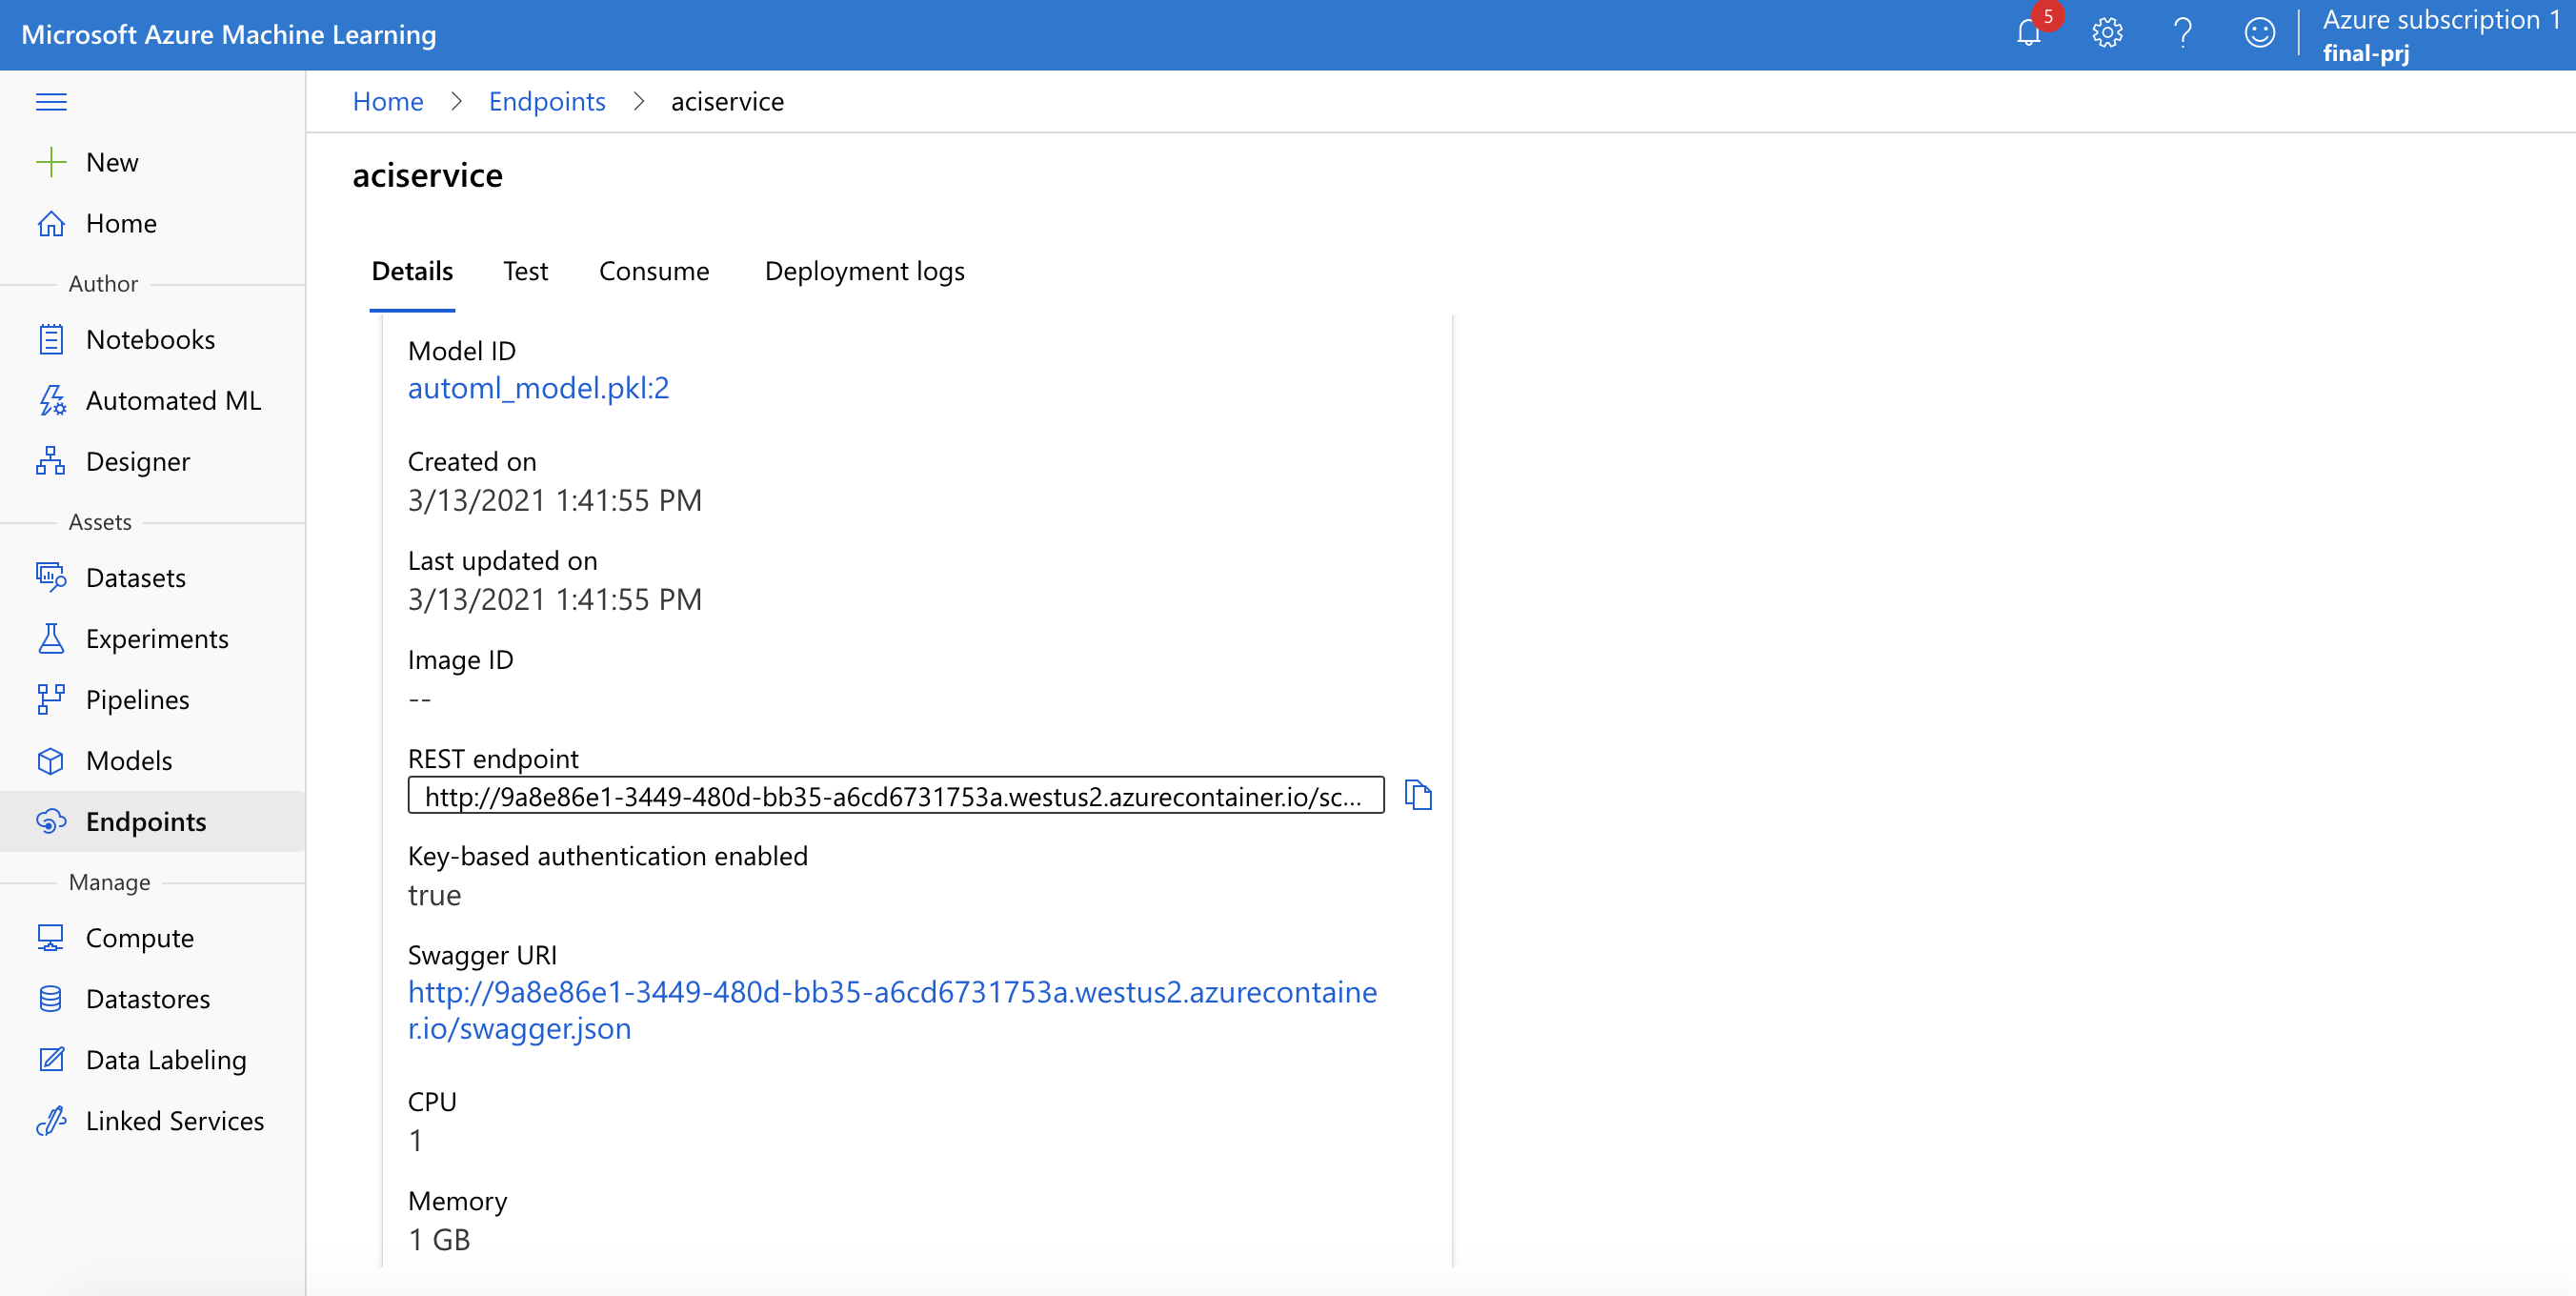 Microsoft Azure Machine Learning
5
Azure subscription 1
final-prj
Home > Endpoints > aciservice
New
Home
Author
Notebooks
Automated ML
Designer
Assets
Datasets
Experiments
Pipelines
Models
Endpoints
Manage
Compute
Datastores
Data Labeling
Linked Services
aciservice
Details Test Consume Deployment logs
Model ID
automl_model.pkl:2
Created on
3/13/2021 1:41:55 PM
Last updated on
3/13/2021 1:41:55 PM
Image ID
--
REST endpoint
http://9a8e86e1-3449-480d-bb35-a6cd6731753a.westus2.azurecontainer.io/sc...
Key-based authentication enabled
true
Swagger URI
http://9a8e86e1-3449-480d-bb35-a6cd6731753a.westus2.azurecontaine
r.io/swagger.json
CPU
1
Memory
1 GB